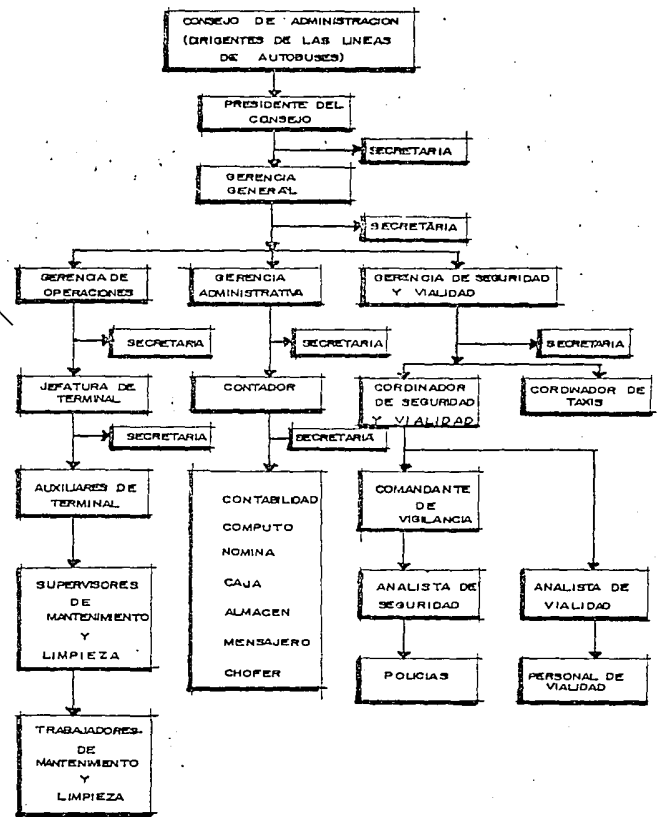 CONSEJO DE ADMINISTRACION
(DIRIGENTES DE LAS LINEAS
DE AUTOBUSES)
PRESIDENTE DEL
CONSEJO
SECRETARIA
GERENCIA
GENERAL
SECRETARIA
GERENCIA DE
OPERACIONES
GERENCIA
ADMINISTRATIVA
GERENCIA DE SEGURIDAD
Y VIALIDAD
SECRETARIA
SECRETARIA
SECRETARIA
JEFATURA DE
TERMINAL
CONTADOR
CORDINADOR
DE SEGURIDAD
Y VIALIDAD
CORDINADOR DE
TAXIS
SECRETARIA
SECRETARIA
AUXILIARES DE
TERMINAL
CONTABILIDAD
COMPUTO
NOMINA
CAJA
ALMACEN
MENSAJERO
CHOFER
COMANDANTE
DE
VIGILANCIA
SUPERVISORES
DE
MANTENIMIENTO
Y
LIMPIEZA
ANALISTA DE
SEGURIDAD
ANALISTA DE
VIALIDAD
POLICIAS
PERSONAL DE
VIALIDAD
TRABAJADORES
DE
MANTENIMIENTO
Y
LIMPIEZA